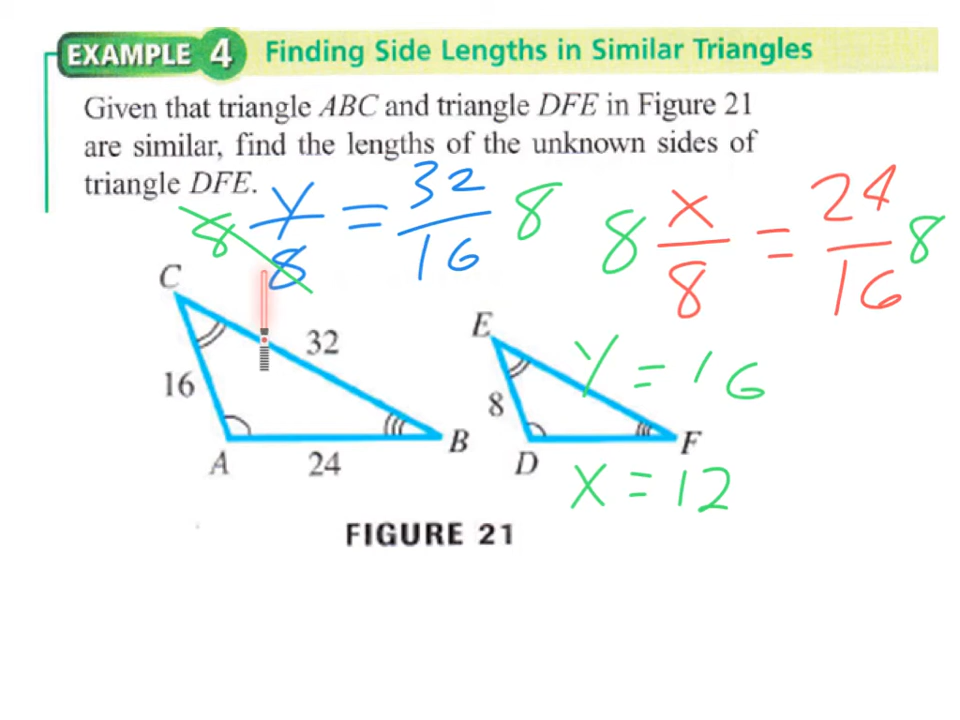 EXAMPLE 4 Finding Side Lengths in Similar Triangles
Given that triangle ABC and triangle DFE in Figure 21
are similar, find the lengths of the unknown sides of
triangle DFE.
8 y/8 = 32/16 8
8 x/8 = 24/16 8
C
32
16
A
24
B
E
8
D
F
y = 16
x = 12
FIGURE 21